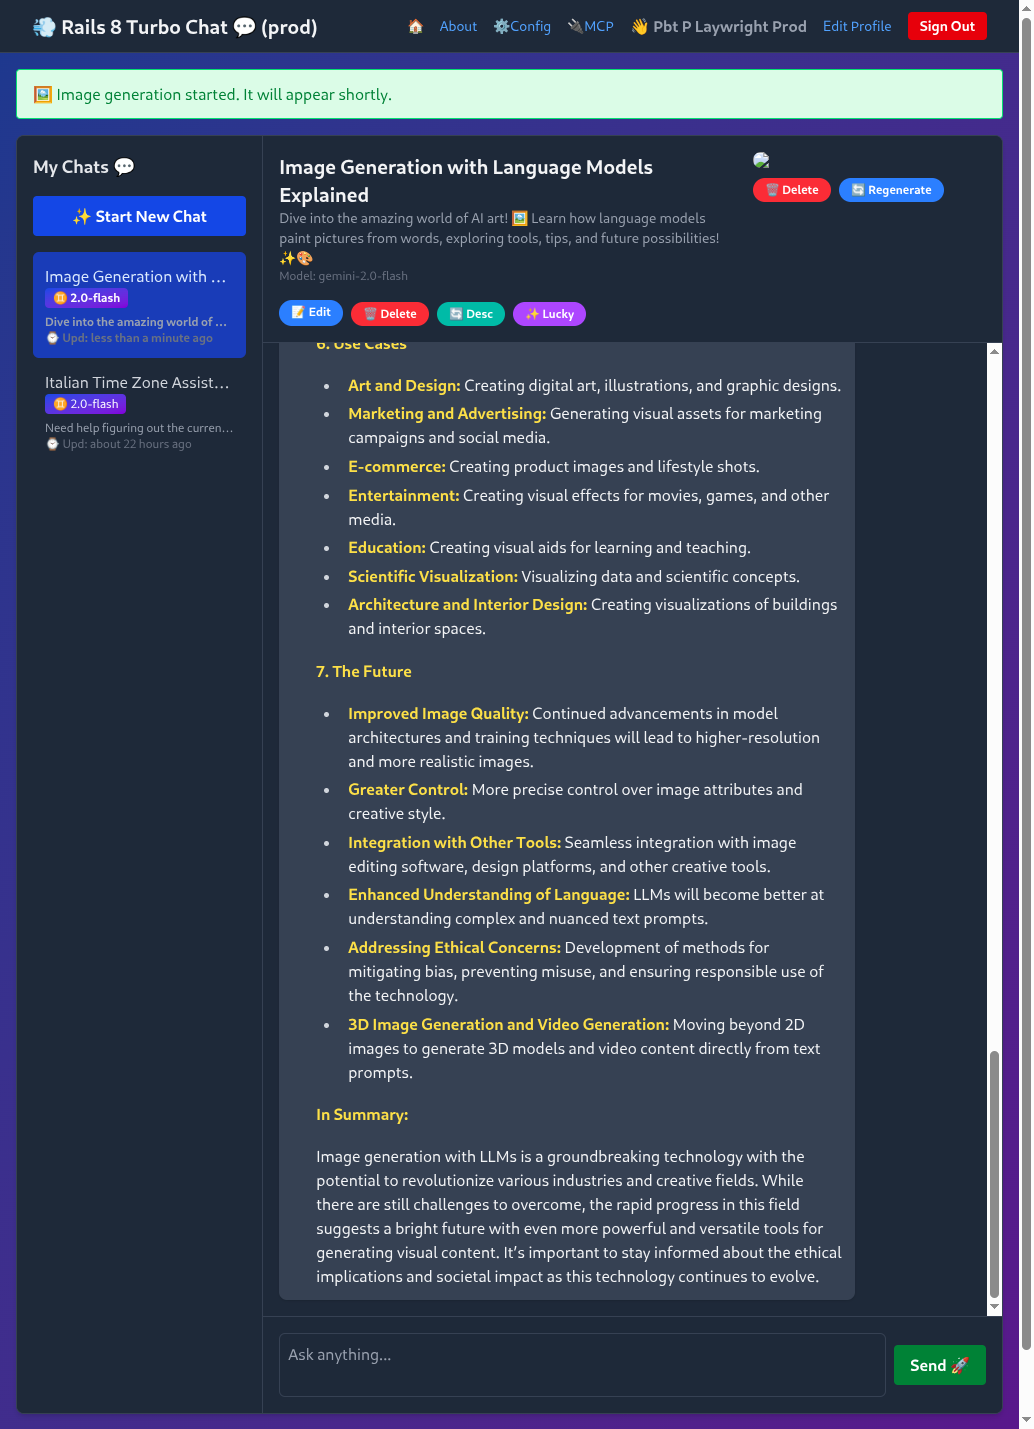 💨 Rails 8 Turbo Chat 💬 (prod)
🏠 About ⚙️Config 🔌MCP 👋 Pbt P Laywright Prod Edit Profile Sign Out
🖼️ Image generation started. It will appear shortly.
My Chats 💬
✨ Start New Chat
Image Generation with …
♊ 2.0-flash
Dive into the amazing world of …
⌚ Upd: less than a minute ago
Italian Time Zone Assist…
♊ 2.0-flash
Need help figuring out the curren…
⌚ Upd: about 22 hours ago
Image Generation with Language Models
Explained
Dive into the amazing world of AI art! 🖼️ Learn how language models
paint pictures from words, exploring tools, tips, and future possibilities!
✨🎨
Model: gemini-2.0-flash
📝 Edit 🗑️ Delete 🔄 Desc ✨ Lucky
🗑️ Delete 🔄 Regenerate
6. Use Cases
• Art and Design: Creating digital art, illustrations, and graphic designs.
• Marketing and Advertising: Generating visual assets for marketing
campaigns and social media.
• E-commerce: Creating product images and lifestyle shots.
• Entertainment: Creating visual effects for movies, games, and other
media.
• Education: Creating visual aids for learning and teaching.
• Scientific Visualization: Visualizing data and scientific concepts.
• Architecture and Interior Design: Creating visualizations of buildings
and interior spaces.
7. The Future
• Improved Image Quality: Continued advancements in model
architectures and training techniques will lead to higher-resolution
and more realistic images.
• Greater Control: More precise control over image attributes and
creative style.
• Integration with Other Tools: Seamless integration with image
editing software, design platforms, and other creative tools.
• Enhanced Understanding of Language: LLMs will become better at
understanding complex and nuanced text prompts.
• Addressing Ethical Concerns: Development of methods for
mitigating bias, preventing misuse, and ensuring responsible use of
the technology.
• 3D Image Generation and Video Generation: Moving beyond 2D
images to generate 3D models and video content directly from text
prompts.
In Summary:
Image generation with LLMs is a groundbreaking technology with the
potential to revolutionize various industries and creative fields. While
there are still challenges to overcome, the rapid progress in this field
suggests a bright future with even more powerful and versatile tools for
generating visual content. It’s important to stay informed about the ethical
implications and societal impact as this technology continues to evolve.
Ask anything...
Send 🚀